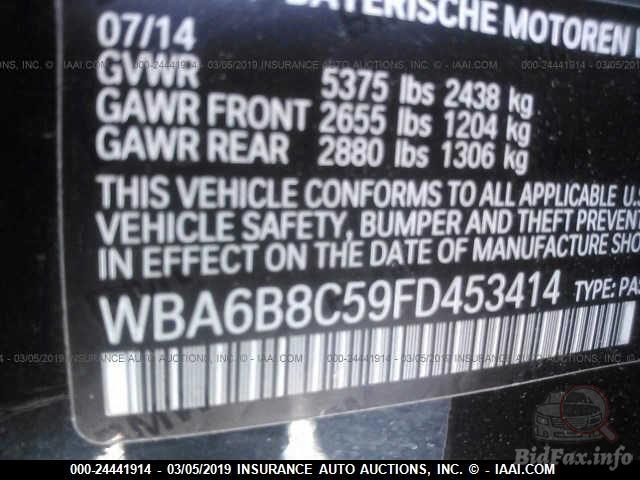 BAYERISCHE MOTOREN
07/14
GVWR 5375 lbs 2438 kg
GAWR FRONT 2655 lbs 1204 kg
GAWR REAR 2880 lbs 1306 kg
THIS VEHICLE CONFORMS TO ALL APPLICABLE U.S
VEHICLE SAFETY, BUMPER AND THEFT PREVENT
IN EFFECT ON THE DATE OF MANUFACTURE SHO
WBA6B8C59FD453414 TYPE: PAS
000-24441914 - 03/05/2019 INSURANCE AUTO AUCTIONS, INC. © - IAAI.COM
BidFax.info